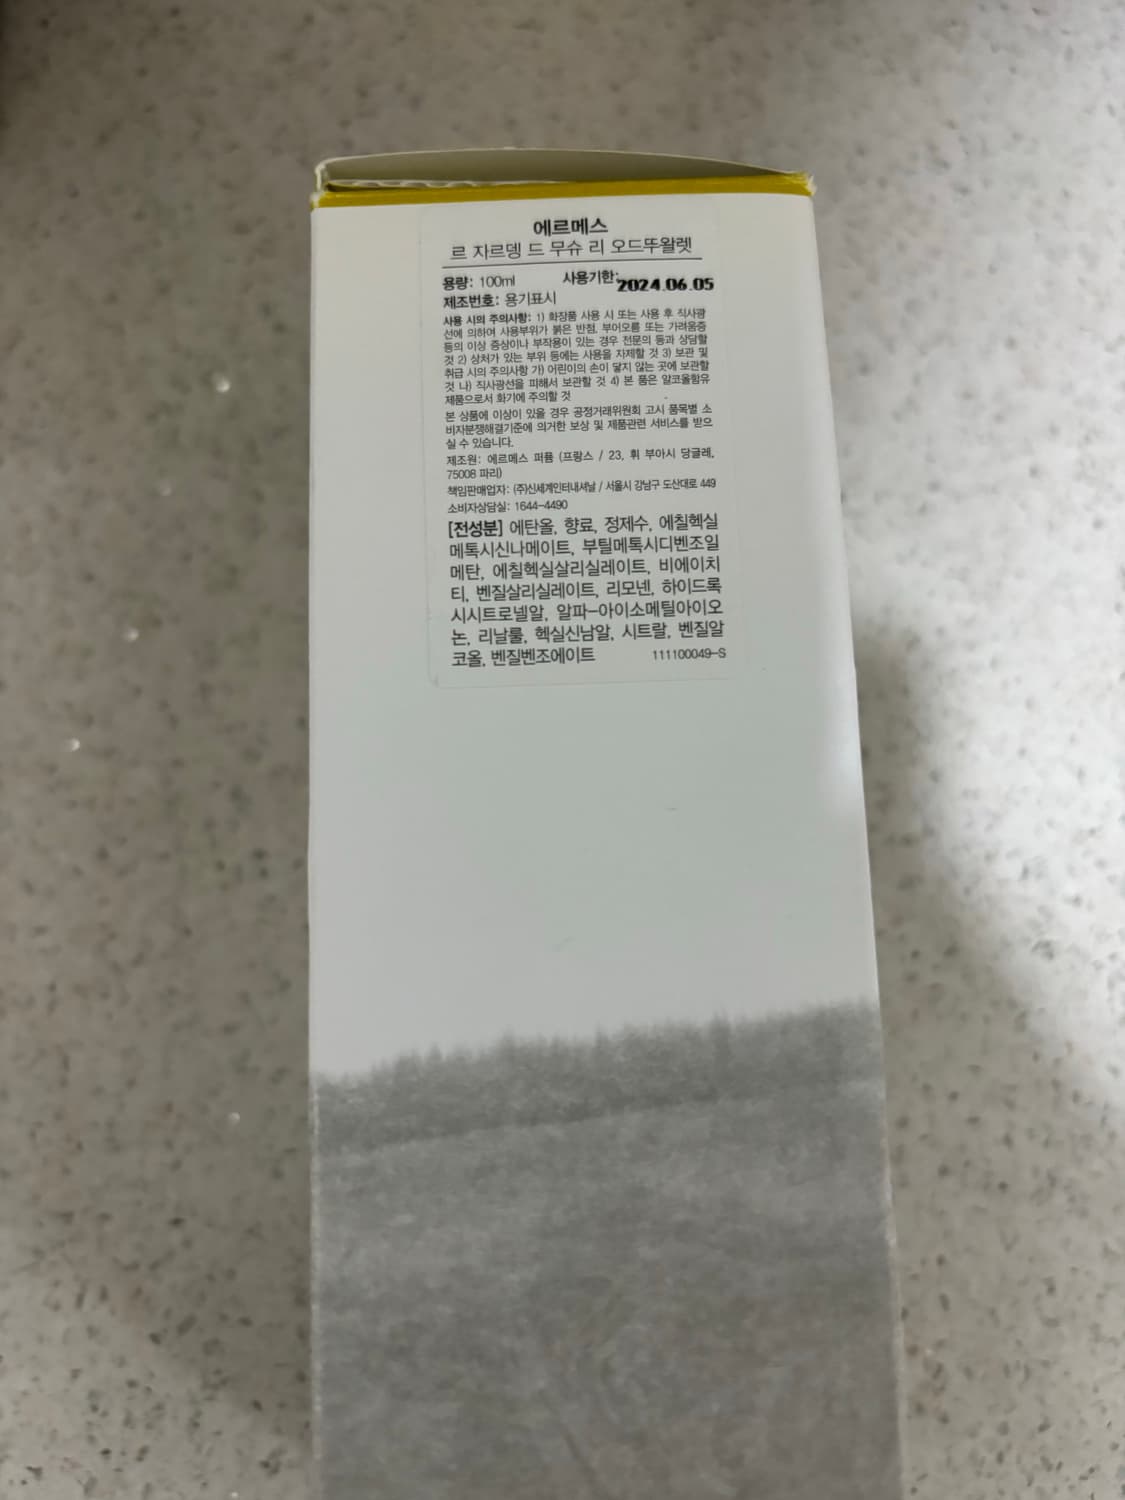 에르메스
르 자르뎅 드 무슈 리 오드뚜왈렛
용량: 100ml 사용기한: 2024.06.05
제조번호: 용기표시
사용 시의 주의사항: 1) 화장품 사용 시 또는 사용 후 직사광
선에 의하여 사용부위가 붉은 반점, 부어오름 또는 가려움증
등의 이상 증상이나 부작용이 있는 경우 전문의 등과 상담할
것 2) 상처가 있는 부위 등에는 사용을 자제할 것 3) 보관 및
취급 시의 주의사항 가) 어린이의 손이 닿지 않는 곳에 보관할
것 나) 직사광선을 피해서 보관할 것 4) 본 품은 알코올함유
제품으로서 화기에 주의할 것
본 상품에 이상이 있을 경우 공정거래위원회 고시 품목별 소
비자분쟁해결기준에 의거한 보상 및 제품관련 서비스를 받으
실 수 있습니다.
제조원: 에르메스 퍼퓸 (프랑스 / 23, 휘 부아시 당글레,
75008 파리)
책임판매업자: (주)신세계인터내셔날 / 서울시 강남구 도산대로 449
소비자상담실: 1644-4490
[전성분] 에탄올, 향료, 정제수, 에칠헥실
메톡시신나메이트, 부틸메톡시디벤조일
메탄, 에칠헥실살리실레이트, 비에이치
티, 벤질살리실레이트, 리모넨, 하이드록
시시트로넬알, 알파-아이소메틸아이오
논, 리날룰, 헥실신남알, 시트랄, 벤질알
코올, 벤질벤조에이트 111100049-S